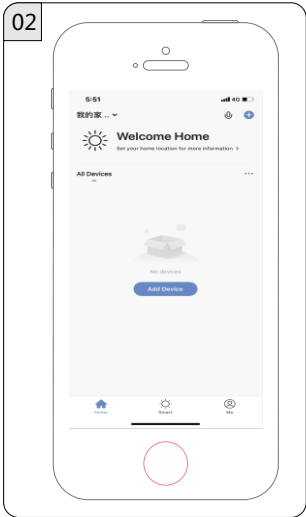 02
5:51
4G
我的家 .. 
Welcome Home
Set your home location for more information >
All Devices
...
No devices
Add Device
Home
Smart
Me